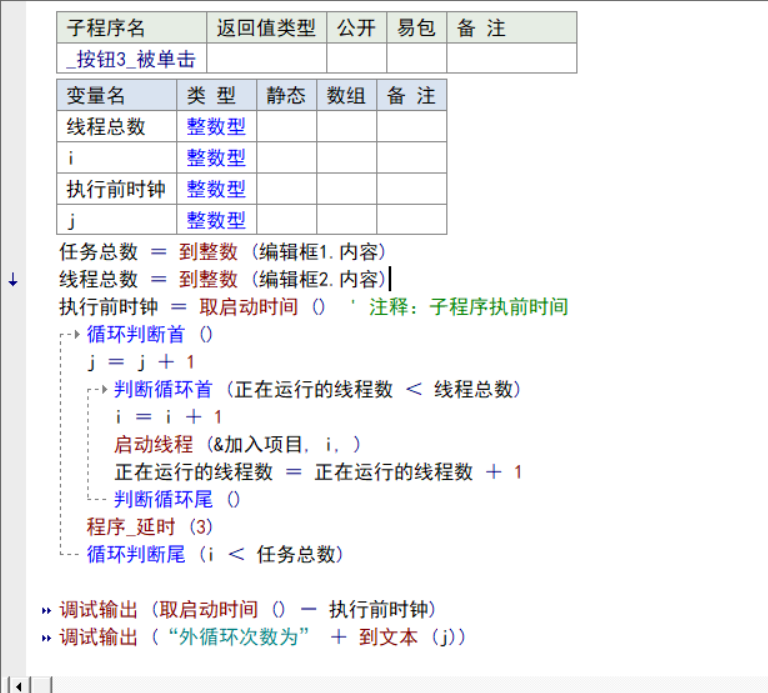 子程序名 返回值类型 公开 易包 备 注
_按钮3_被单击
变量名 类 型 静态 数组 备 注
线程总数 整数型
i 整数型
执行前时钟 整数型
j 整数型
任务总数 = 到整数 (编辑框1.内容)
线程总数 = 到整数 (编辑框2.内容)
执行前时钟 = 取启动时间 () ' 注释: 子程序执前时间
循环判断首 ()
j = j + 1
判断循环首 (正在运行的线程数 < 线程总数)
i = i + 1
启动线程 (&加入项目, i, )
正在运行的线程数 = 正在运行的线程数 + 1
判断循环尾 ()
程序_延时 (3)
循环判断尾 (i < 任务总数)
调试输出 (取启动时间 () - 执行前时钟)
调试输出 (“外循环次数为” + 到文本 (j))